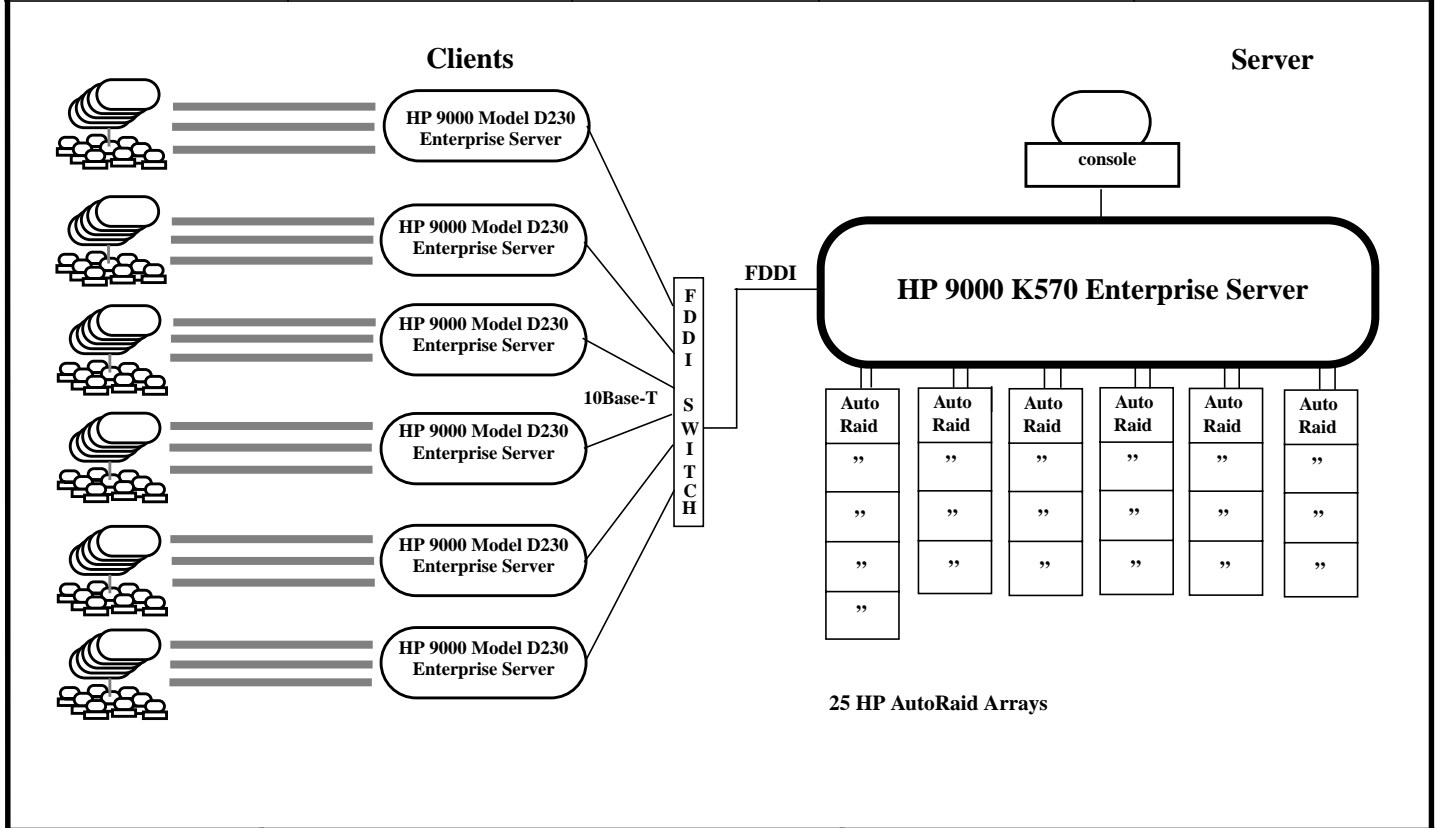 Clients
Server
HP 9000 Model D230
Enterprise Server
HP 9000 Model D230
Enterprise Server
HP 9000 Model D230
Enterprise Server
HP 9000 Model D230
Enterprise Server
HP 9000 Model D230
Enterprise Server
HP 9000 Model D230
Enterprise Server
10Base-T
FDDI SWITCH
FDDI
console
HP 9000 K570 Enterprise Server
Auto
Raid
”
”
”
”
Auto
Raid
”
”
”
Auto
Raid
”
”
”
Auto
Raid
”
”
”
Auto
Raid
”
”
”
Auto
Raid
”
”
”
25 HP AutoRaid Arrays